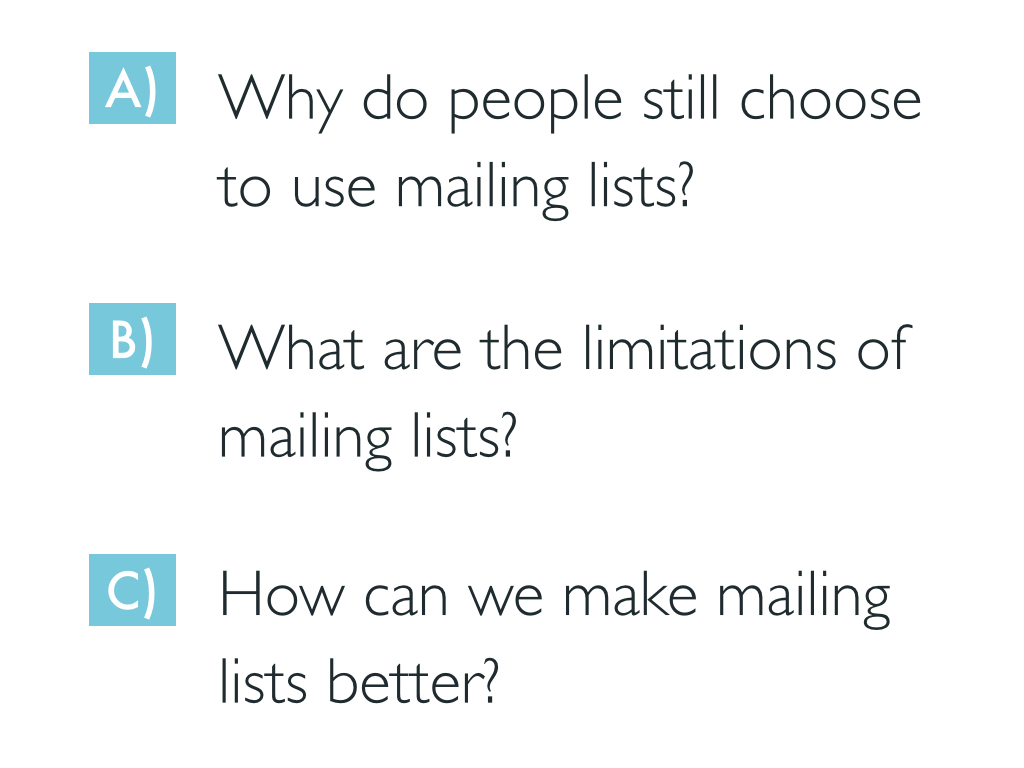 A) Why do people still choose
to use mailing lists?
B) What are the limitations of
mailing lists?
C) How can we make mailing
lists better?